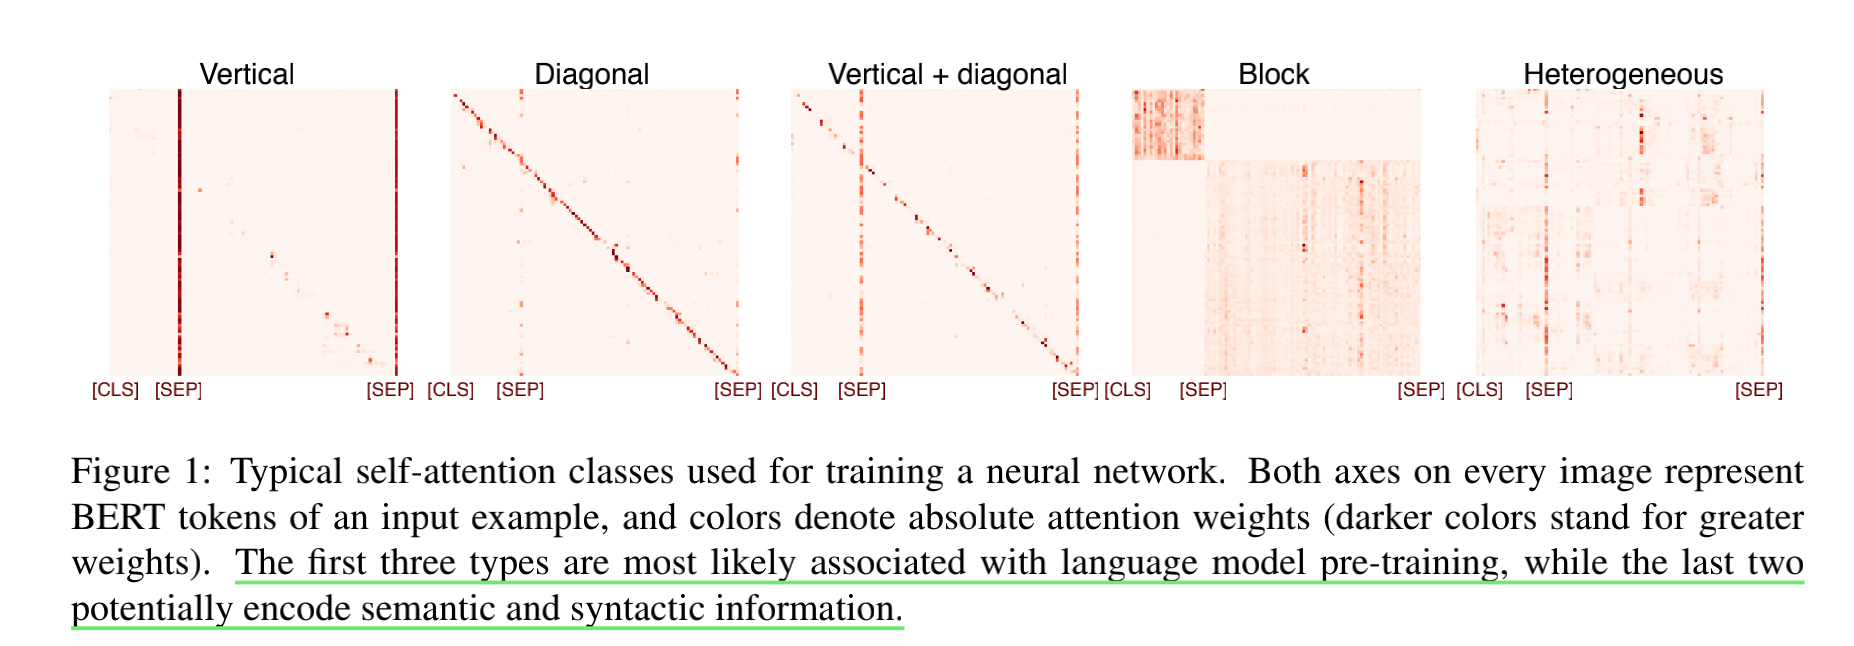 Vertical Diagonal Vertical + diagonal Block Heterogeneous
[CLS] [SEP] [SEP] [CLS] [SEP] [SEP] [CLS] [SEP] [SEP] [CLS] [SEP] [SEP] [CLS] [SEP] [SEP]
Figure 1: Typical self-attention classes used for training a neural network. Both axes on every image represent
BERT tokens of an input example, and colors denote absolute attention weights (darker colors stand for greater
weights). The first three types are most likely associated with language model pre-training, while the last two
potentially encode semantic and syntactic information.